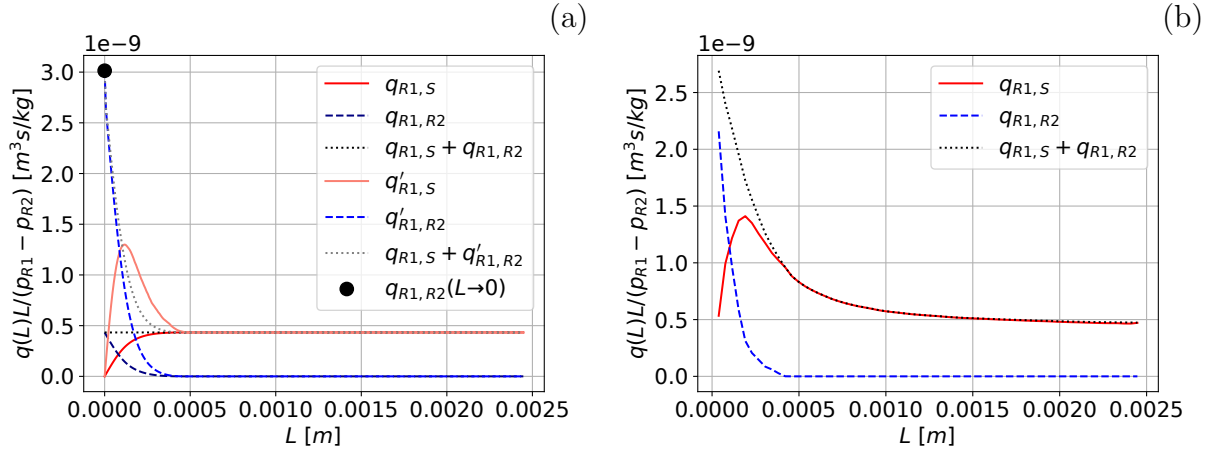 (a)
1e−9
q(L)L/(p_{R1} − p_{R2}) [m^3s/kg]
3.0
2.5
2.0
1.5
1.0
0.5
0.0
q_{R1,S}
q_{R1,R2}
q_{R1,S} + q_{R1,R2}
q′_{R1,S}
q′_{R1,R2}
q_{R1,S} + q′_{R1,R2}
q_{R1,R2}(L→0)
0.0000 0.0005 0.0010 0.0015 0.0020 0.0025
L [m]
(b)
1e−9
q(L)L/(p_{R1} − p_{R2}) [m^3s/kg]
2.5
2.0
1.5
1.0
0.5
0.0
q_{R1,S}
q_{R1,R2}
q_{R1,S} + q_{R1,R2}
0.0000 0.0005 0.0010 0.0015 0.0020 0.0025
L [m]